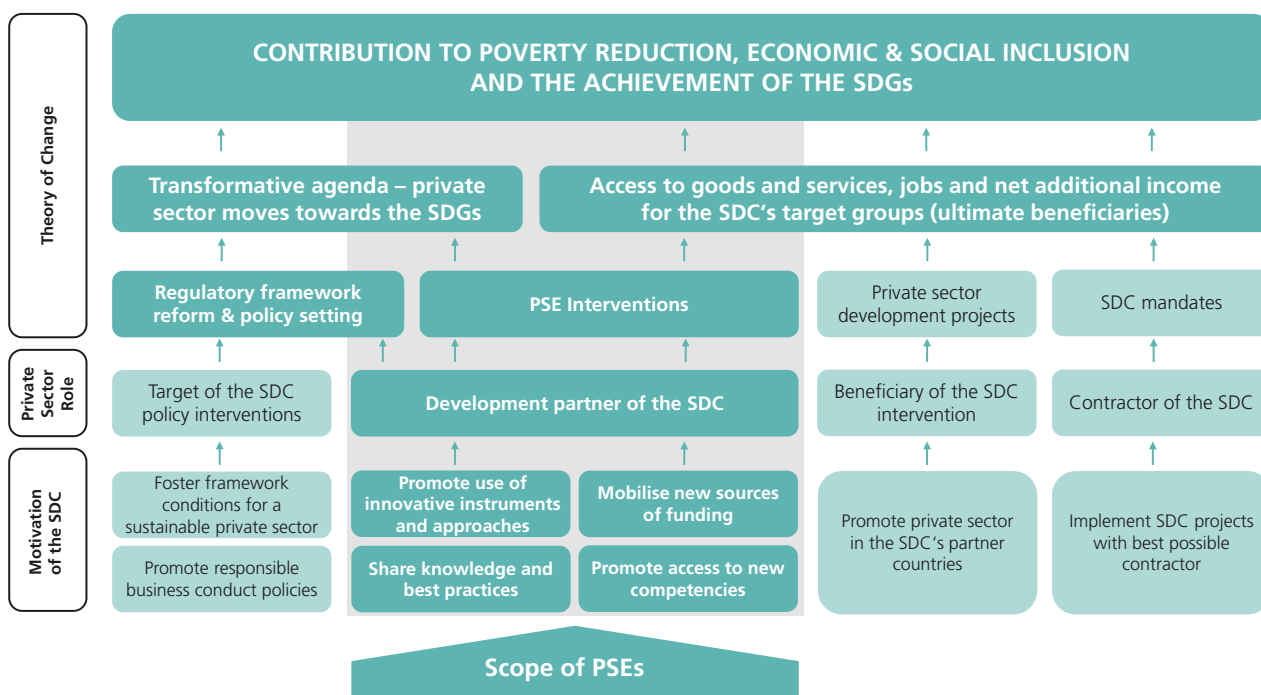 CONTRIBUTION TO POVERTY REDUCTION, ECONOMIC & SOCIAL INCLUSION
AND THE ACHIEVEMENT OF THE SDGs
Theory of Change
Transformative agenda – private
sector moves towards the SDGs
Access to goods and services, jobs and net additional income
for the SDC‘s target groups (ultimate beneficiaries)
Regulatory framework
reform & policy setting
PSE Interventions
Private sector
development projects
SDC mandates
Private
Sector
Role
Target of the SDC
policy interventions
Development partner of the SDC
Beneficiary of the SDC
intervention
Contractor of the SDC
Motivation
of the SDC
Foster framework
conditions for a
sustainable private sector
Promote use of
innovative instruments
and approaches
Mobilise new sources
of funding
Promote private sector
in the SDC‘s partner
countries
Implement SDC projects
with best possible
contractor
Promote responsible
business conduct policies
Share knowledge and
best practices
Promote access to new
competencies
Scope of PSEs